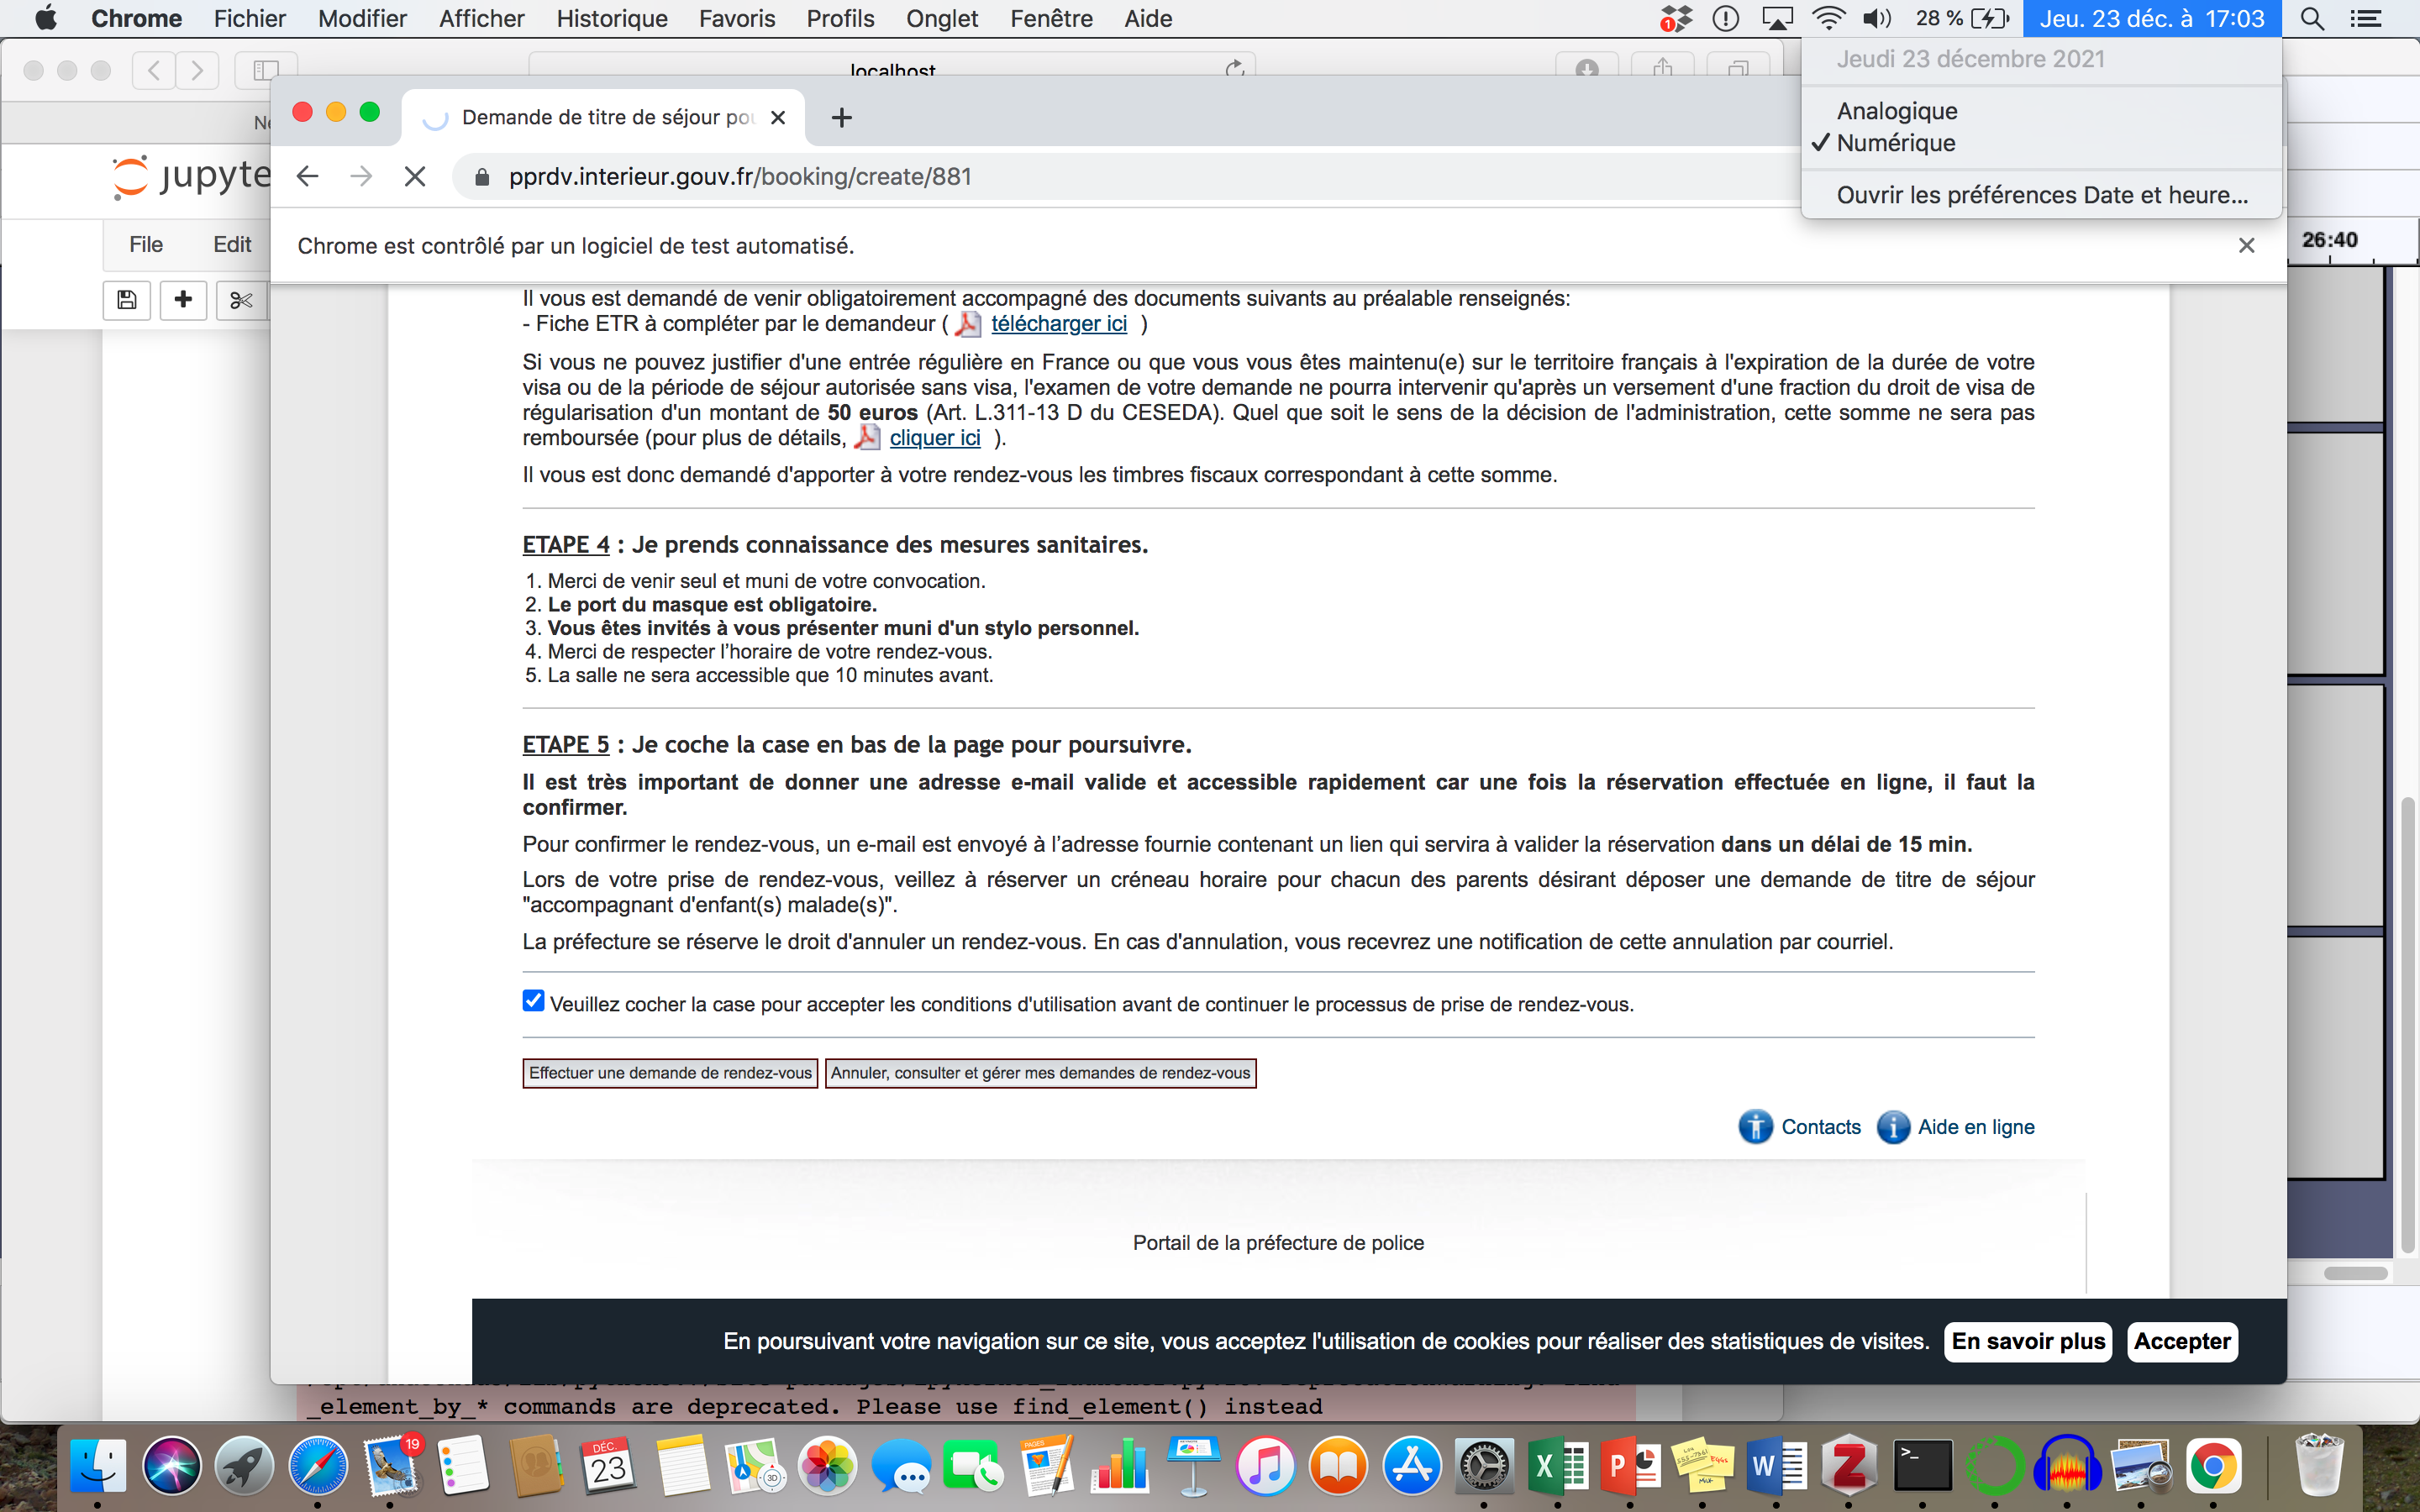 Chrome Fichier Modifier Afficher Historique Favoris Profils Onglet Fenêtre Aide
1 28 % Jeu. 23 déc. à 17:03
Jeudi 23 décembre 2021
Analogique
✓ Numérique
Ouvrir les préférences Date et heure...
localhost
Demande de titre de séjour
pprdv.interieur.gouv.fr/booking/create/881
jupyte
File Edit
Chrome est contrôlé par un logiciel de test automatisé.
26:40
Il vous est demandé de venir obligatoirement accompagné des documents suivants au préalable renseignés:
- Fiche ETR à compléter par le demandeur ( télécharger ici )
Si vous ne pouvez justifier d'une entrée régulière en France ou que vous vous êtes maintenu(e) sur le territoire français à l'expiration de la durée de votre
visa ou de la période de séjour autorisée sans visa, l'examen de votre demande ne pourra intervenir qu'après un versement d'une fraction du droit de visa de
régularisation d'un montant de 50 euros (Art. L.311-13 D du CESEDA). Quel que soit le sens de la décision de l'administration, cette somme ne sera pas
remboursée (pour plus de détails, cliquer ici ).
Il vous est donc demandé d'apporter à votre rendez-vous les timbres fiscaux correspondant à cette somme.
ETAPE 4 : Je prends connaissance des mesures sanitaires.
1. Merci de venir seul et muni de votre convocation.
2. Le port du masque est obligatoire.
3. Vous êtes invités à vous présenter muni d'un stylo personnel.
4. Merci de respecter l’horaire de votre rendez-vous.
5. La salle ne sera accessible que 10 minutes avant.
ETAPE 5 : Je coche la case en bas de la page pour poursuivre.
Il est très important de donner une adresse e-mail valide et accessible rapidement car une fois la réservation effectuée en ligne, il faut la
confirmer.
Pour confirmer le rendez-vous, un e-mail est envoyé à l’adresse fournie contenant un lien qui servira à valider la réservation dans un délai de 15 min.
Lors de votre prise de rendez-vous, veillez à réserver un créneau horaire pour chacun des parents désirant déposer une demande de titre de séjour
"accompagnant d'enfant(s) malade(s)".
La préfecture se réserve le droit d'annuler un rendez-vous. En cas d'annulation, vous recevrez une notification de cette annulation par courriel.
Veuillez cocher la case pour accepter les conditions d'utilisation avant de continuer le processus de prise de rendez-vous.
Effectuer une demande de rendez-vous Annuler, consulter et gérer mes demandes de rendez-vous
Contacts Aide en ligne
Portail de la préfecture de police
En poursuivant votre navigation sur ce site, vous acceptez l'utilisation de cookies pour réaliser des statistiques de visites. En savoir plus Accepter
_element_by_* commands are deprecated. Please use find_element() instead
19 DÉC. 23 3D PAGES